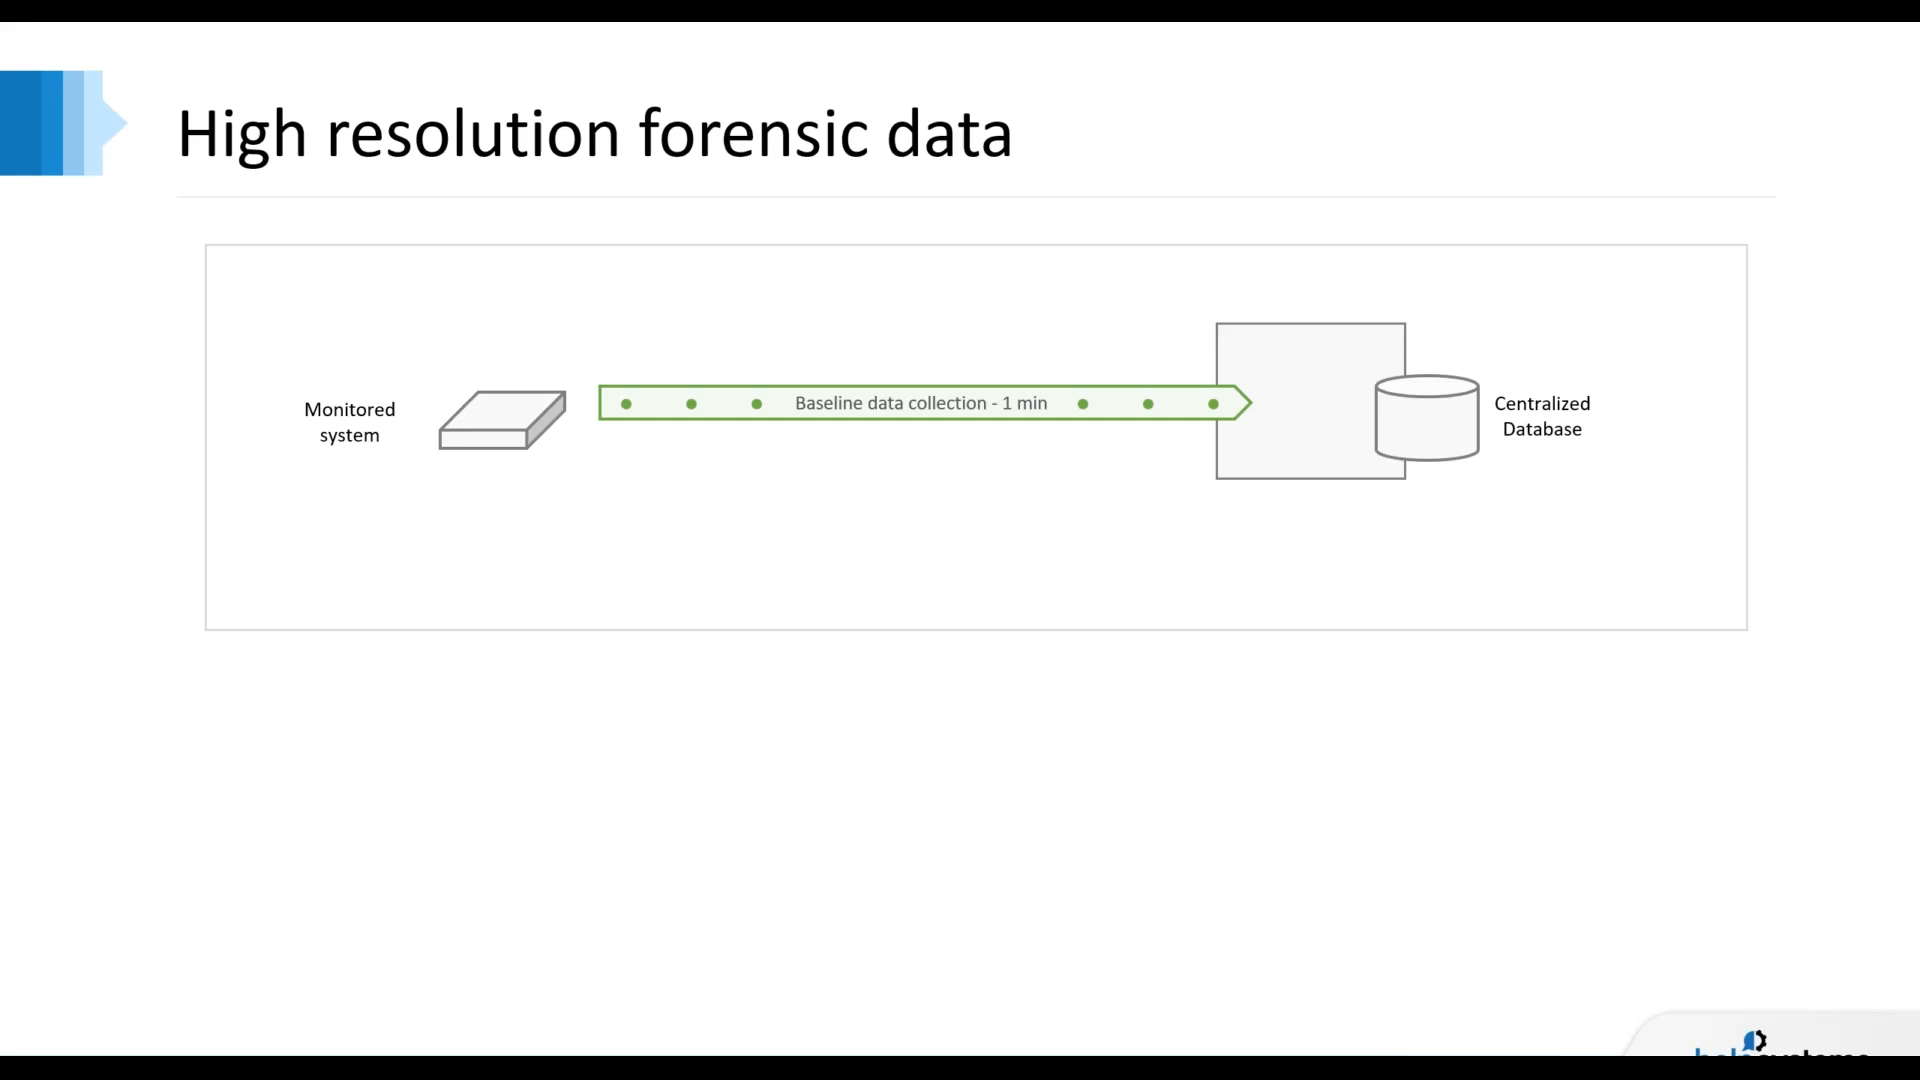 High resolution forensic data
Monitored
system
Baseline data collection - 1 min
Centralized
Database